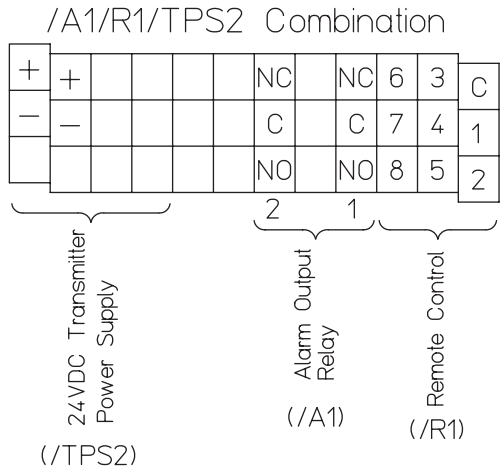 /A1/R1/TPS2 Combination
+ + NC NC 6 3 C
− − C C 7 4 1
NO NO 8 5 2
2 1
24VDC Transmitter
Power Supply
(/TPS2)
Alarm Output
Relay
(/A1)
Remote Control
(/R1)